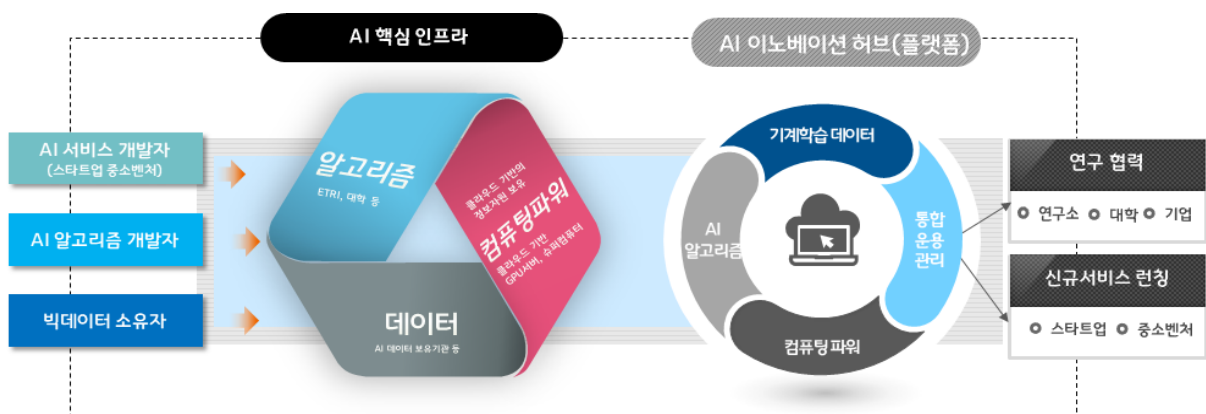 AI 핵심 인프라
AI 이노베이션 허브(플랫폼)
AI 서비스 개발자
(스타트업 중소벤처)
AI 알고리즘 개발자
빅데이터 소유자
알고리즘
ETRI, 대학 등
클라우드 기반의
정보자원 보유
컴퓨팅파워
클라우드 기반
GPU서버, 슈퍼컴퓨터
데이터
AI 데이터 보유기관 등
기계학습 데이터
AI
알고리즘
통합
운용
관리
컴퓨팅파워
연구 협력
연구소 대학 기업
신규서비스 런칭
스타트업 중소벤처